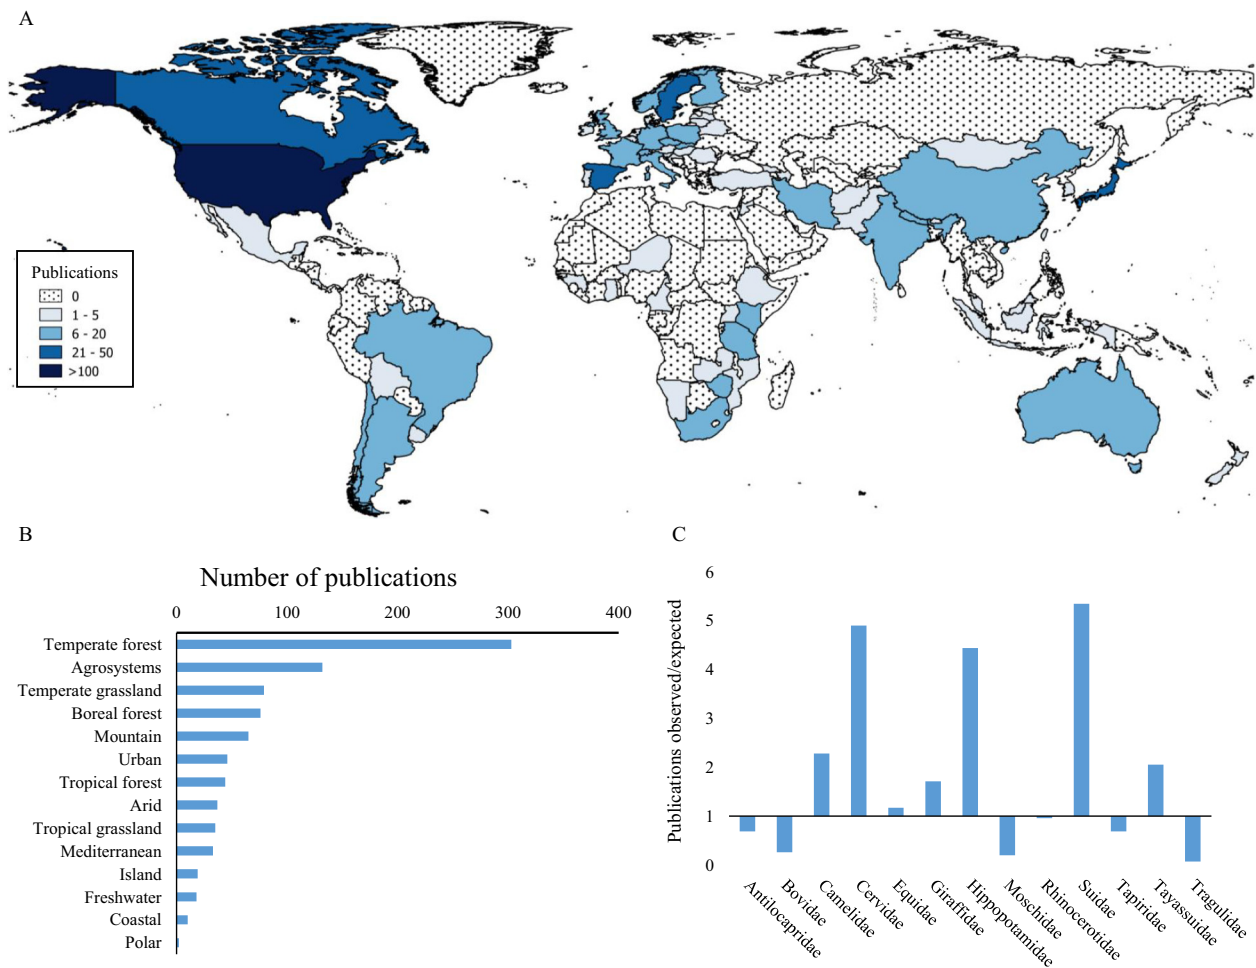 A
Publications
0
1 - 5
6 - 20
21 - 50
>100
B
Number of publications
0 100 200 300 400
Temperate forest
Agrosystems
Temperate grassland
Boreal forest
Mountain
Urban
Tropical forest
Arid
Tropical grassland
Mediterranean
Island
Freshwater
Coastal
Polar
C
Publications observed/expected
6
5
4
3
2
1
0
Antilocapridae
Bovidae
Camelidae
Cervidae
Equidae
Giraffidae
Hippopotamidae
Moschidae
Rhinocerotidae
Suidae
Tapiridae
Tayassuidae
Tragulidae